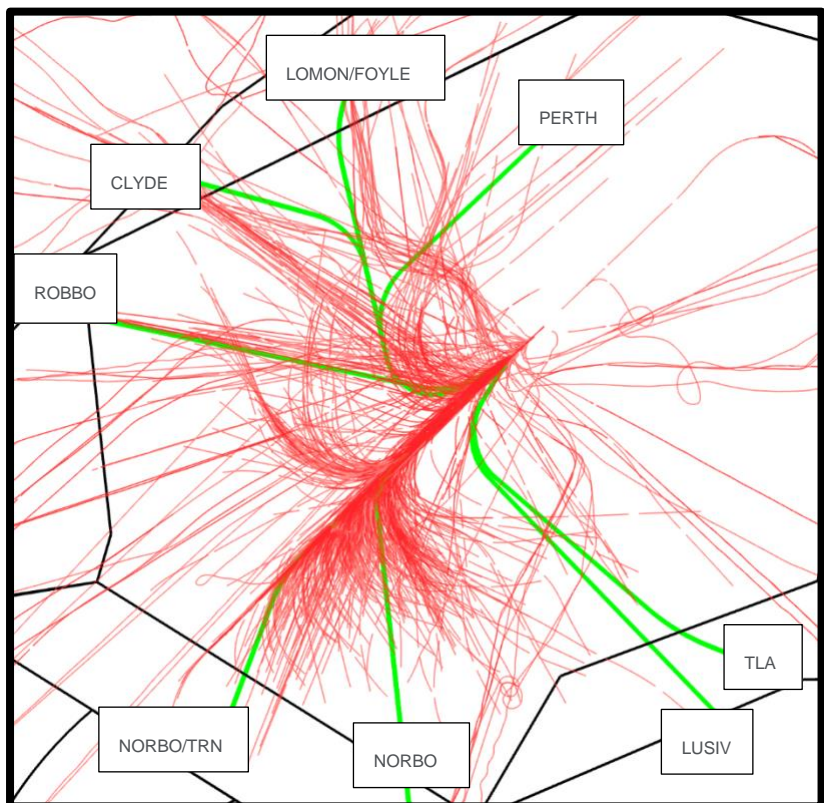 LOMON/FOYLE
PERTH
CLYDE
ROBBO
TLA
NORBO/TRN
NORBO
LUSIV